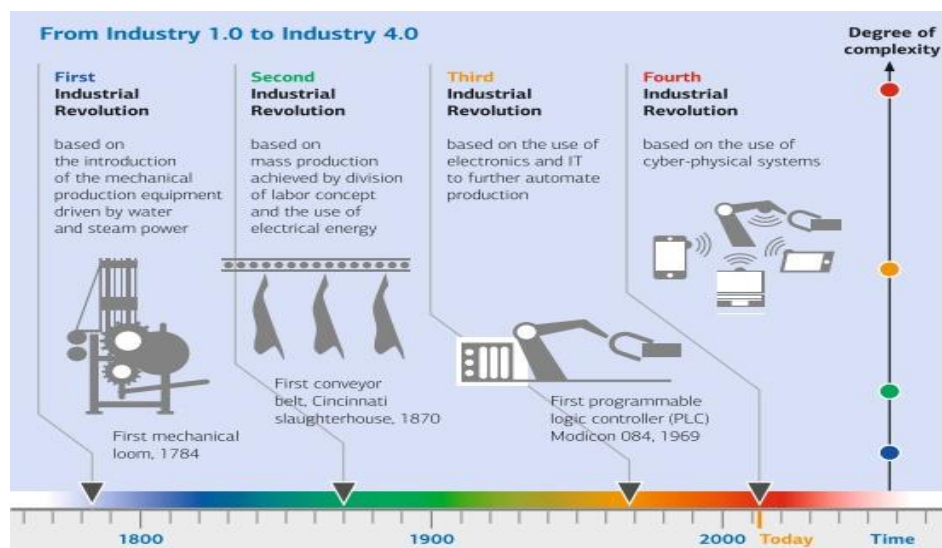 From Industry 1.0 to Industry 4.0
Degree of
complexity
First
Industrial
Revolution
based on
the introduction
of the mechanical
production equipment
driven by water
and steam power
Second
Industrial
Revolution
based on
mass production
achieved by division
of labor concept
and the use of
electrical energy
Third
Industrial
Revolution
based on the use of
electronics and IT
to further automate
production
Fourth
Industrial
Revolution
based on the use of
cyber-physical systems
First mechanical
loom, 1784
First conveyor
belt, Cincinnati
slaughterhouse, 1870
First programmable
logic controller (PLC)
Modicon 084, 1969
1800
1900
2000
Today
Time